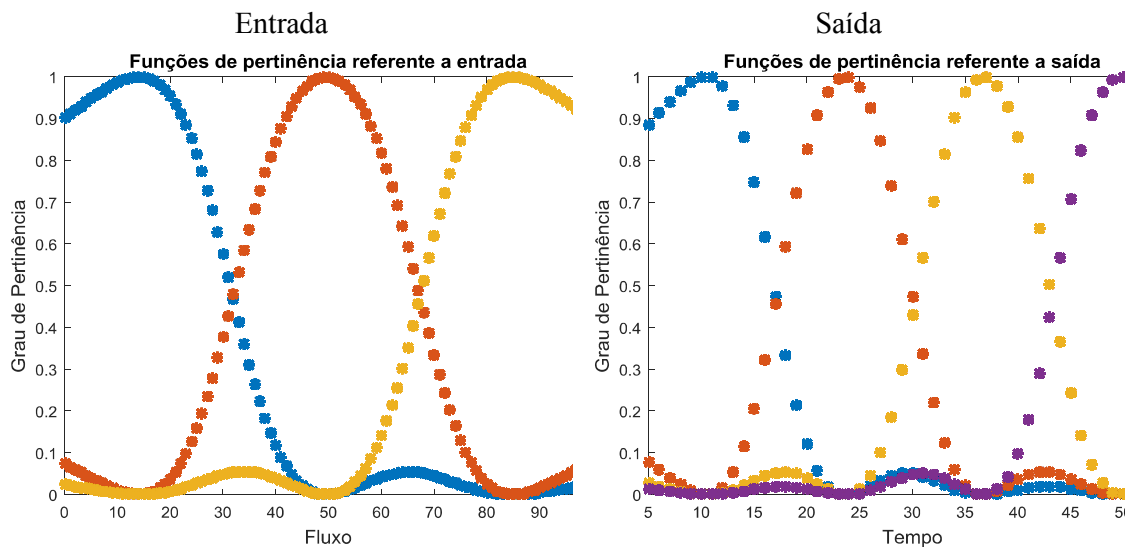 Entrada
Saída
Funções de pertinência referente a entrada
Grau de Pertinência
1
0.9
0.8
0.7
0.6
0.5
0.4
0.3
0.2
0.1
0
0 10 20 30 40 50 60 70 80 90
Fluxo
Funções de pertinência referente a saída
Grau de Pertinência
1
0.9
0.8
0.7
0.6
0.5
0.4
0.3
0.2
0.1
0
5 10 15 20 25 30 35 40 45 50
Tempo